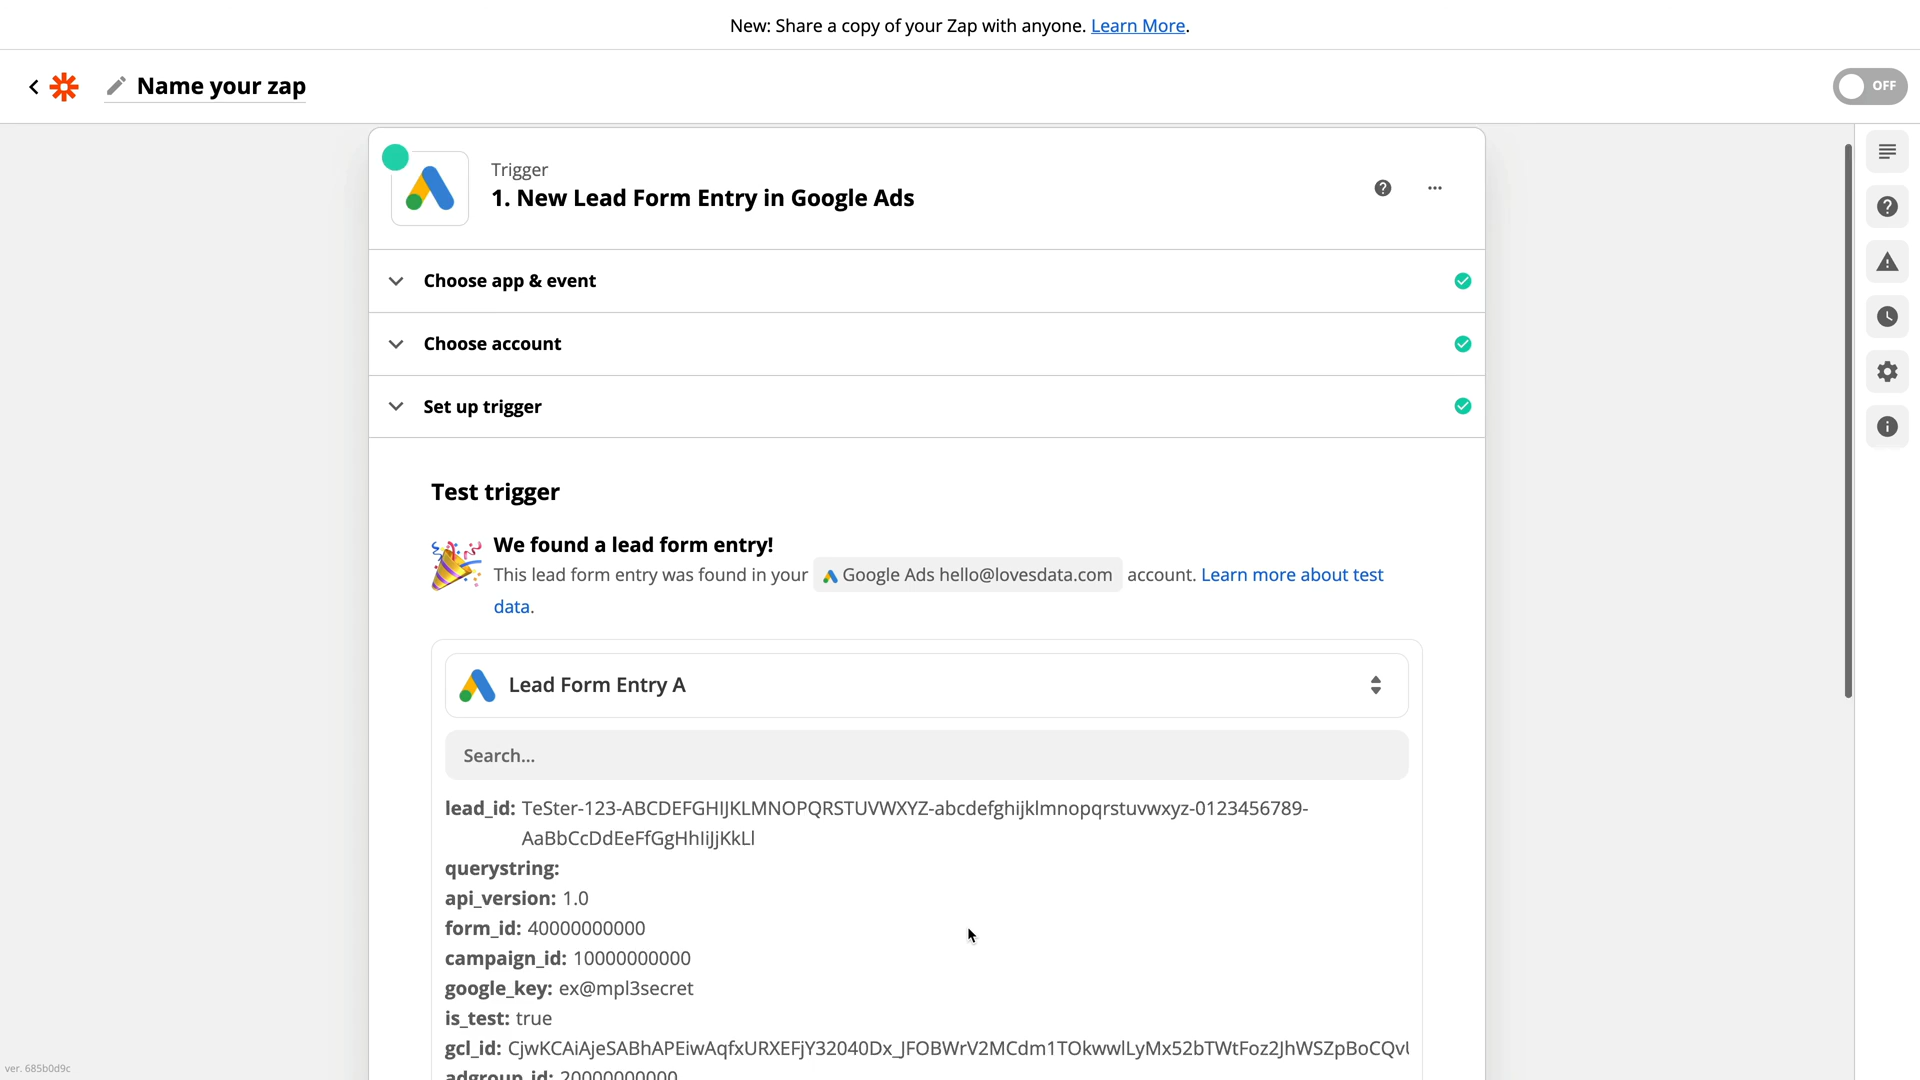 New: Share a copy of your Zap with anyone. Learn More.
Name your zap
OFF
Trigger
1. New Lead Form Entry in Google Ads
Choose app & event
Choose account
Set up trigger
Test trigger
We found a lead form entry!
This lead form entry was found in your Google Ads hello@lovesdata.com account. Learn more about test
data.
Lead Form Entry A
Search...
lead_id: TeSter-123-ABCDEFGHIJKLMNOPQRSTUVWXYZ-abcdefghijklmnopqrstuvwxyz-0123456789-
AaBbCcDdEeFfGgHhIiJjKkLl
querystring:
api_version: 1.0
form_id: 40000000000
campaign_id: 10000000000
google_key: ex@mpl3secret
is_test: true
gcl_id:
adgroup_id: 20000000000
ver. 685b0d9c